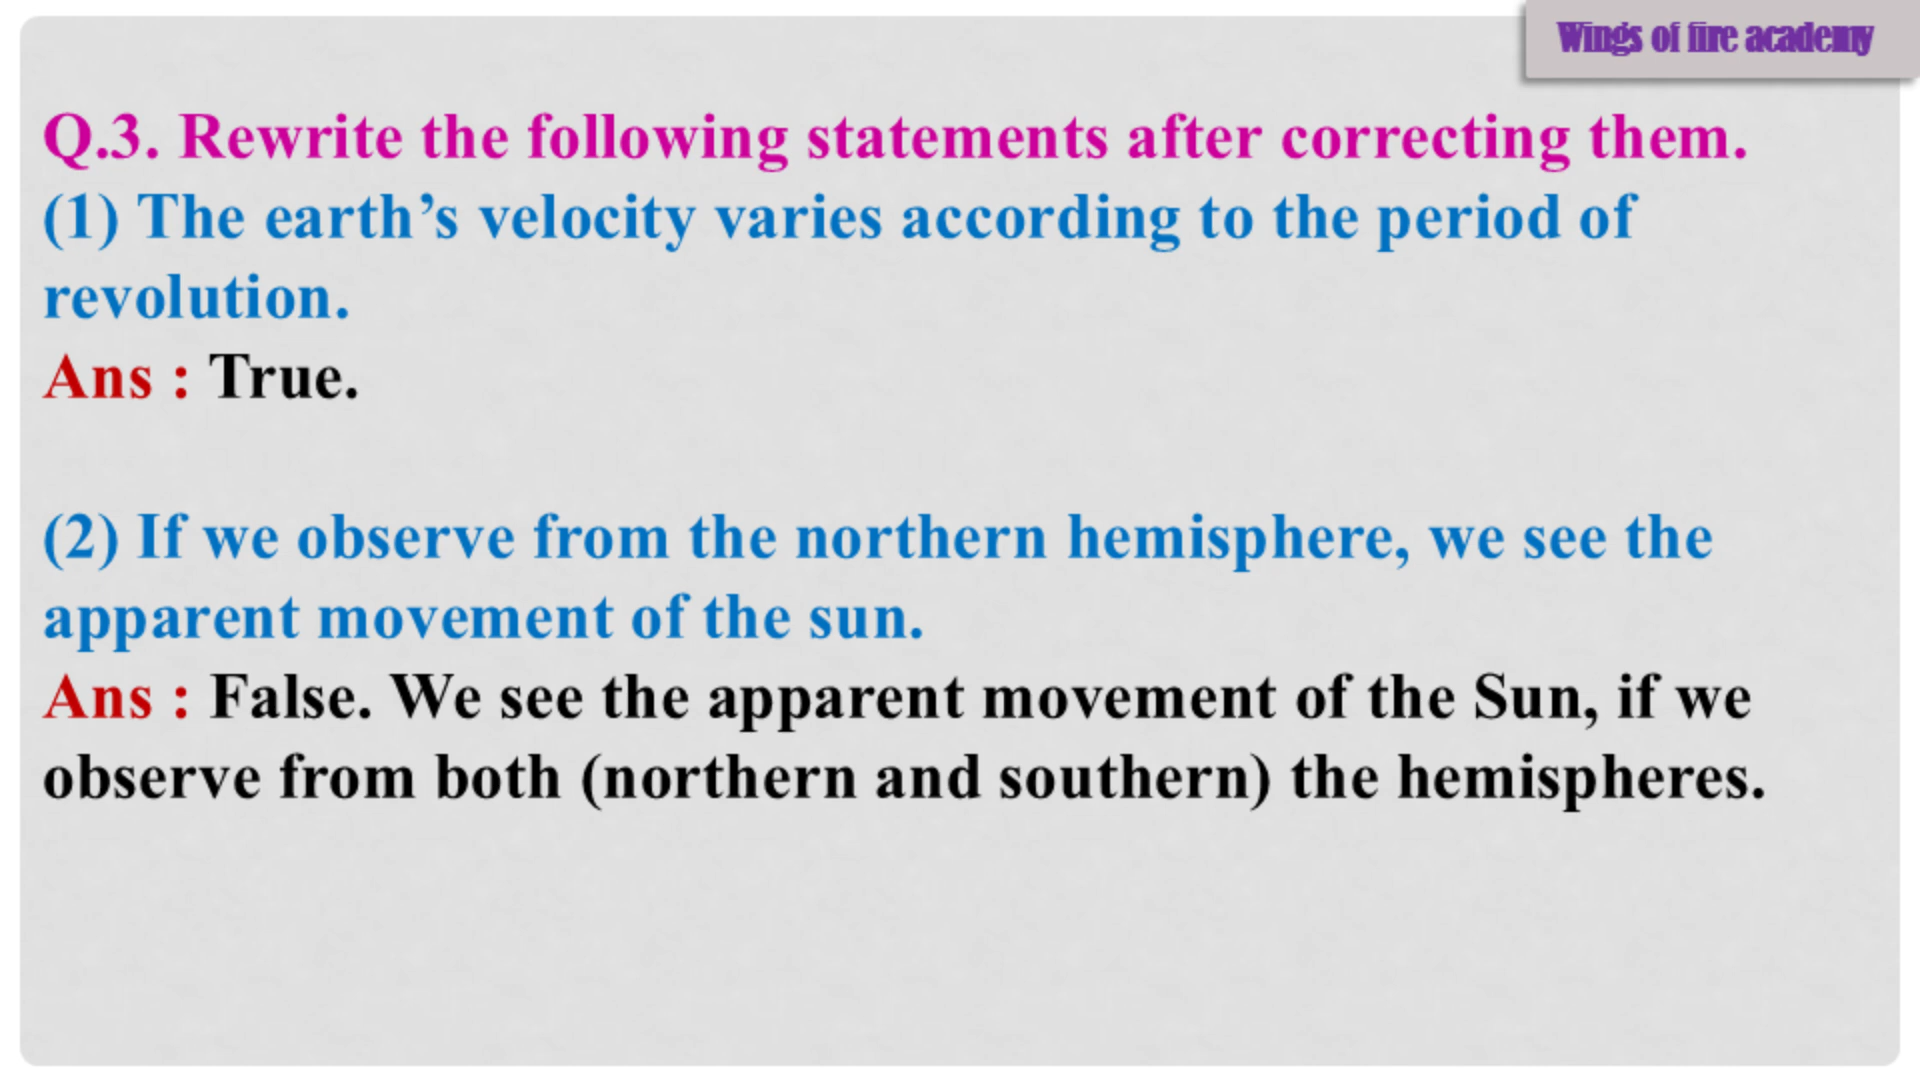 Wings of fire academy
Q.3. Rewrite the following statements after correcting them.
(1) The earth’s velocity varies according to the period of
revolution.
Ans : True.
(2) If we observe from the northern hemisphere, we see the
apparent movement of the sun.
Ans : False. We see the apparent movement of the Sun, if we
observe from both (northern and southern) the hemispheres.